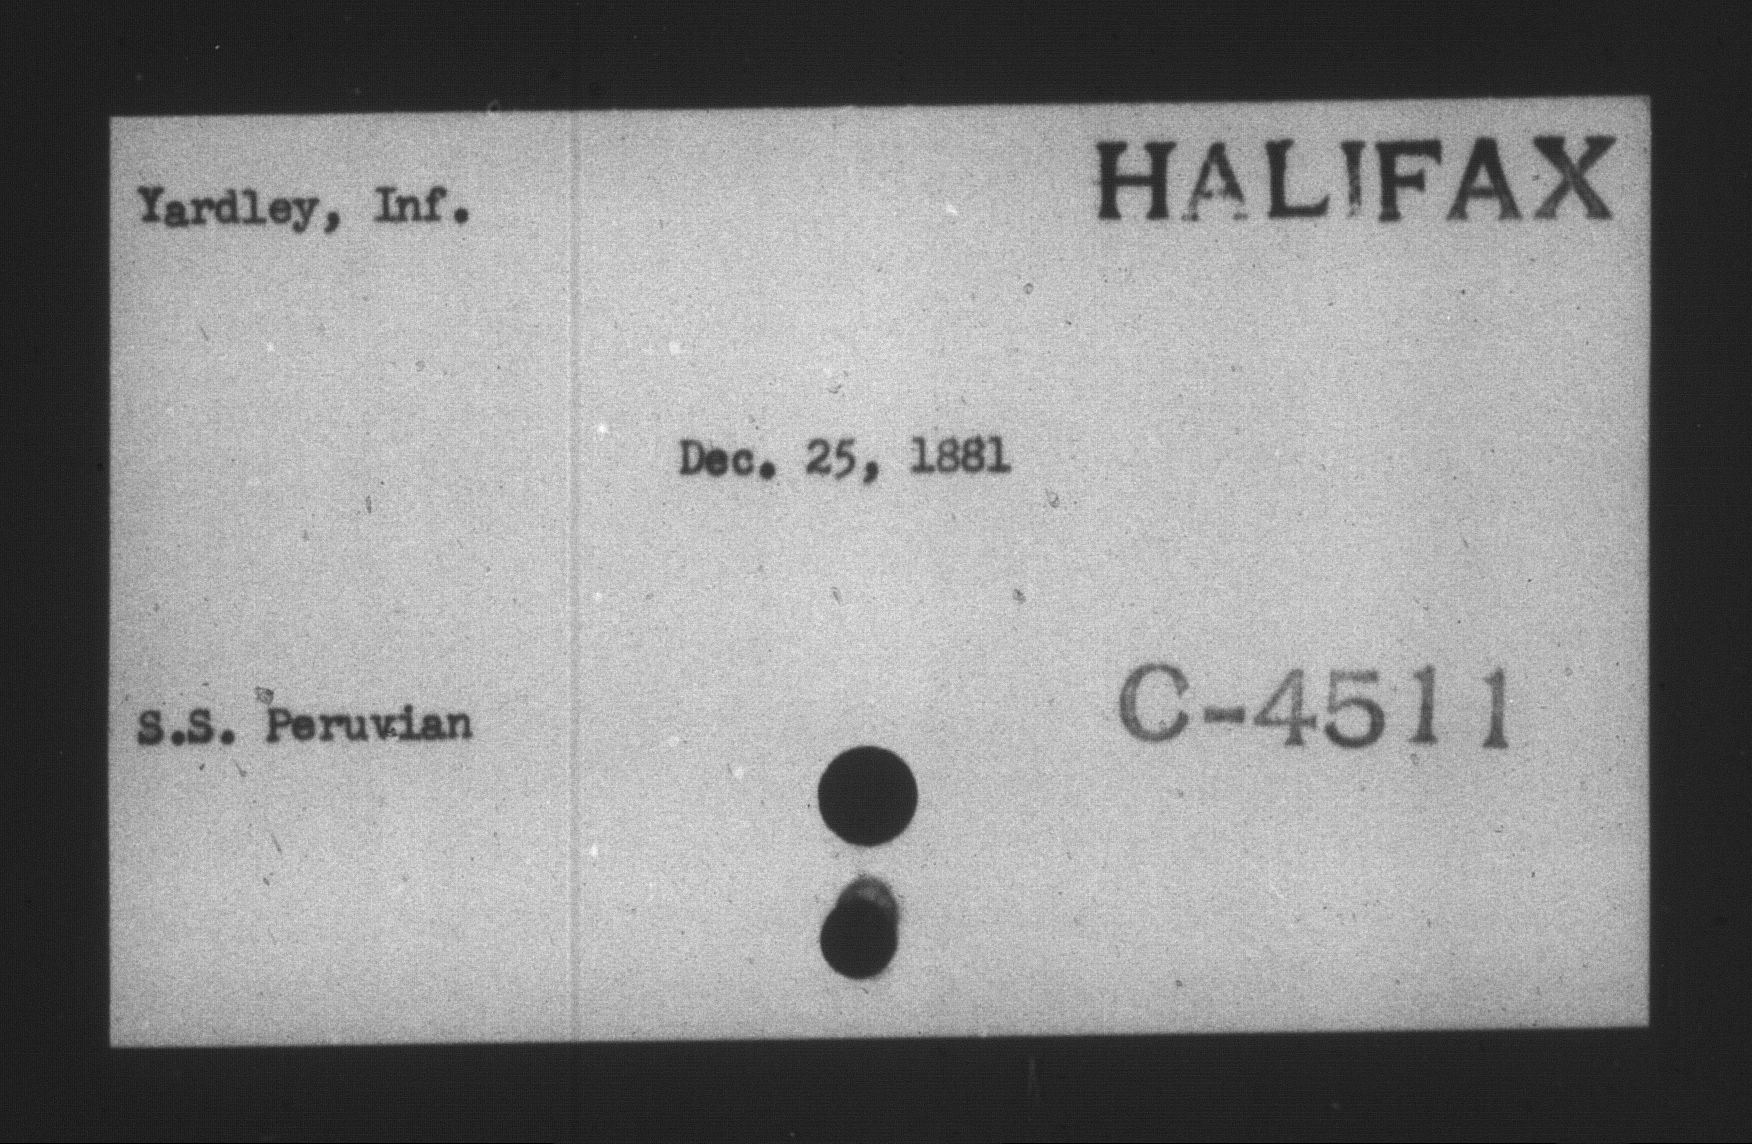 HALIFAX
Yardley, Inf.
Dec. 25, 1881
S.S. Peruvian
C-4511